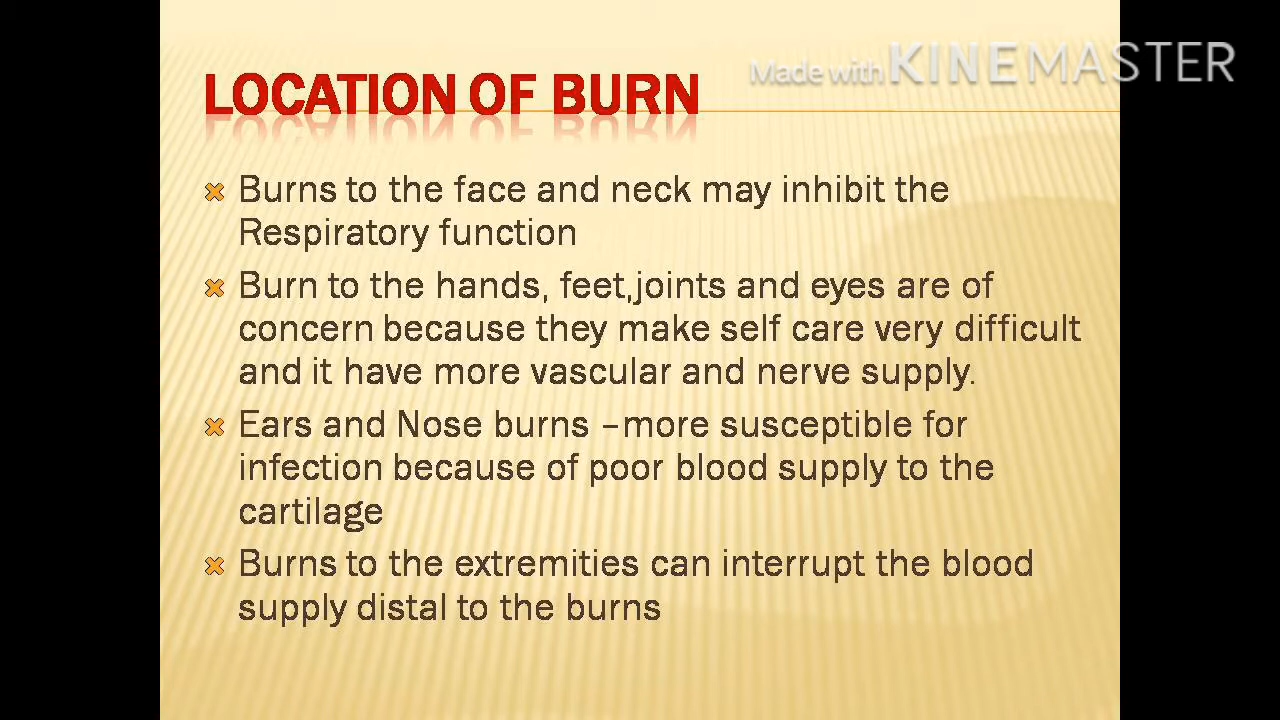 Made with KINEMASTER
LOCATION OF BURN
Burns to the face and neck may inhibit the
Respiratory function
Burn to the hands, feet,joints and eyes are of
concern because they make self care very difficult
and it have more vascular and nerve supply.
Ears and Nose burns –more susceptible for
infection because of poor blood supply to the
cartilage
Burns to the extremities can interrupt the blood
supply distal to the burns